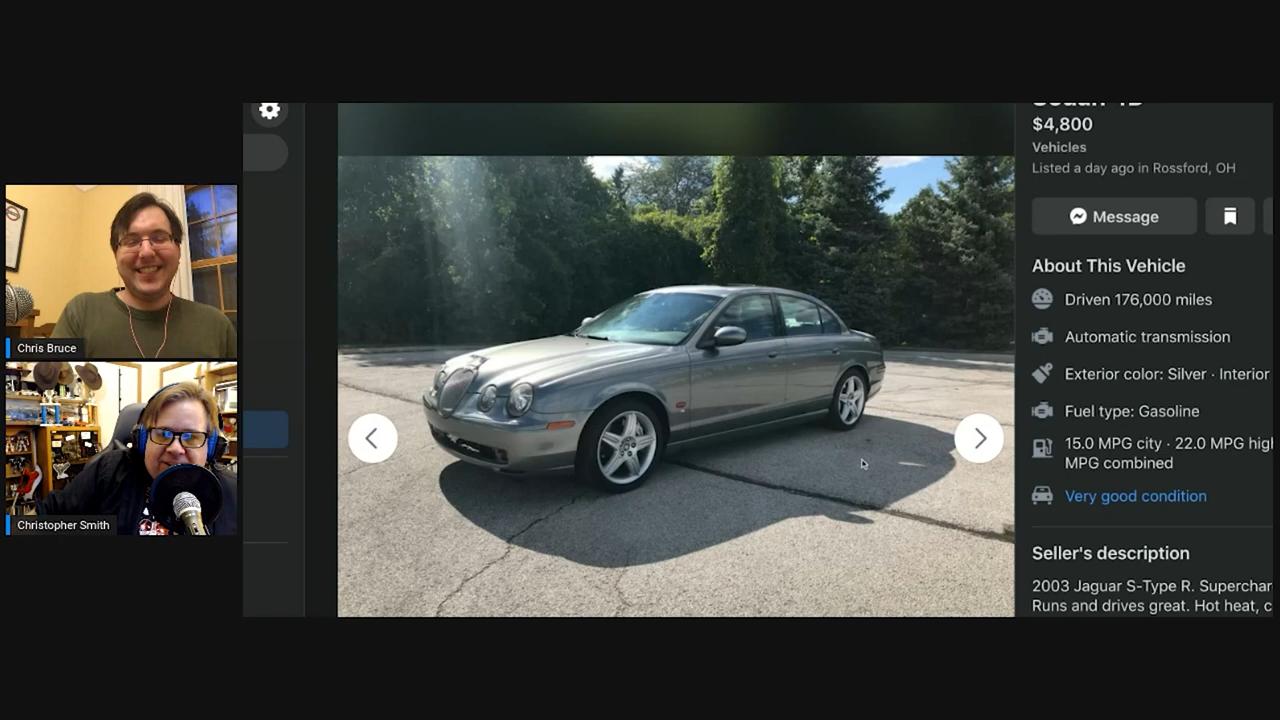 Chris Bruce
Christopher Smith
$4,800
Vehicles
Listed a day ago in Rossford, OH
Message
About This Vehicle
Driven 176,000 miles
Automatic transmission
Exterior color: Silver · Interior
Fuel type: Gasoline
15.0 MPG city · 22.0 MPG hig
MPG combined
Very good condition
Seller's description
2003 Jaguar S-Type R. Superchar
Runs and drives great. Hot heat, c